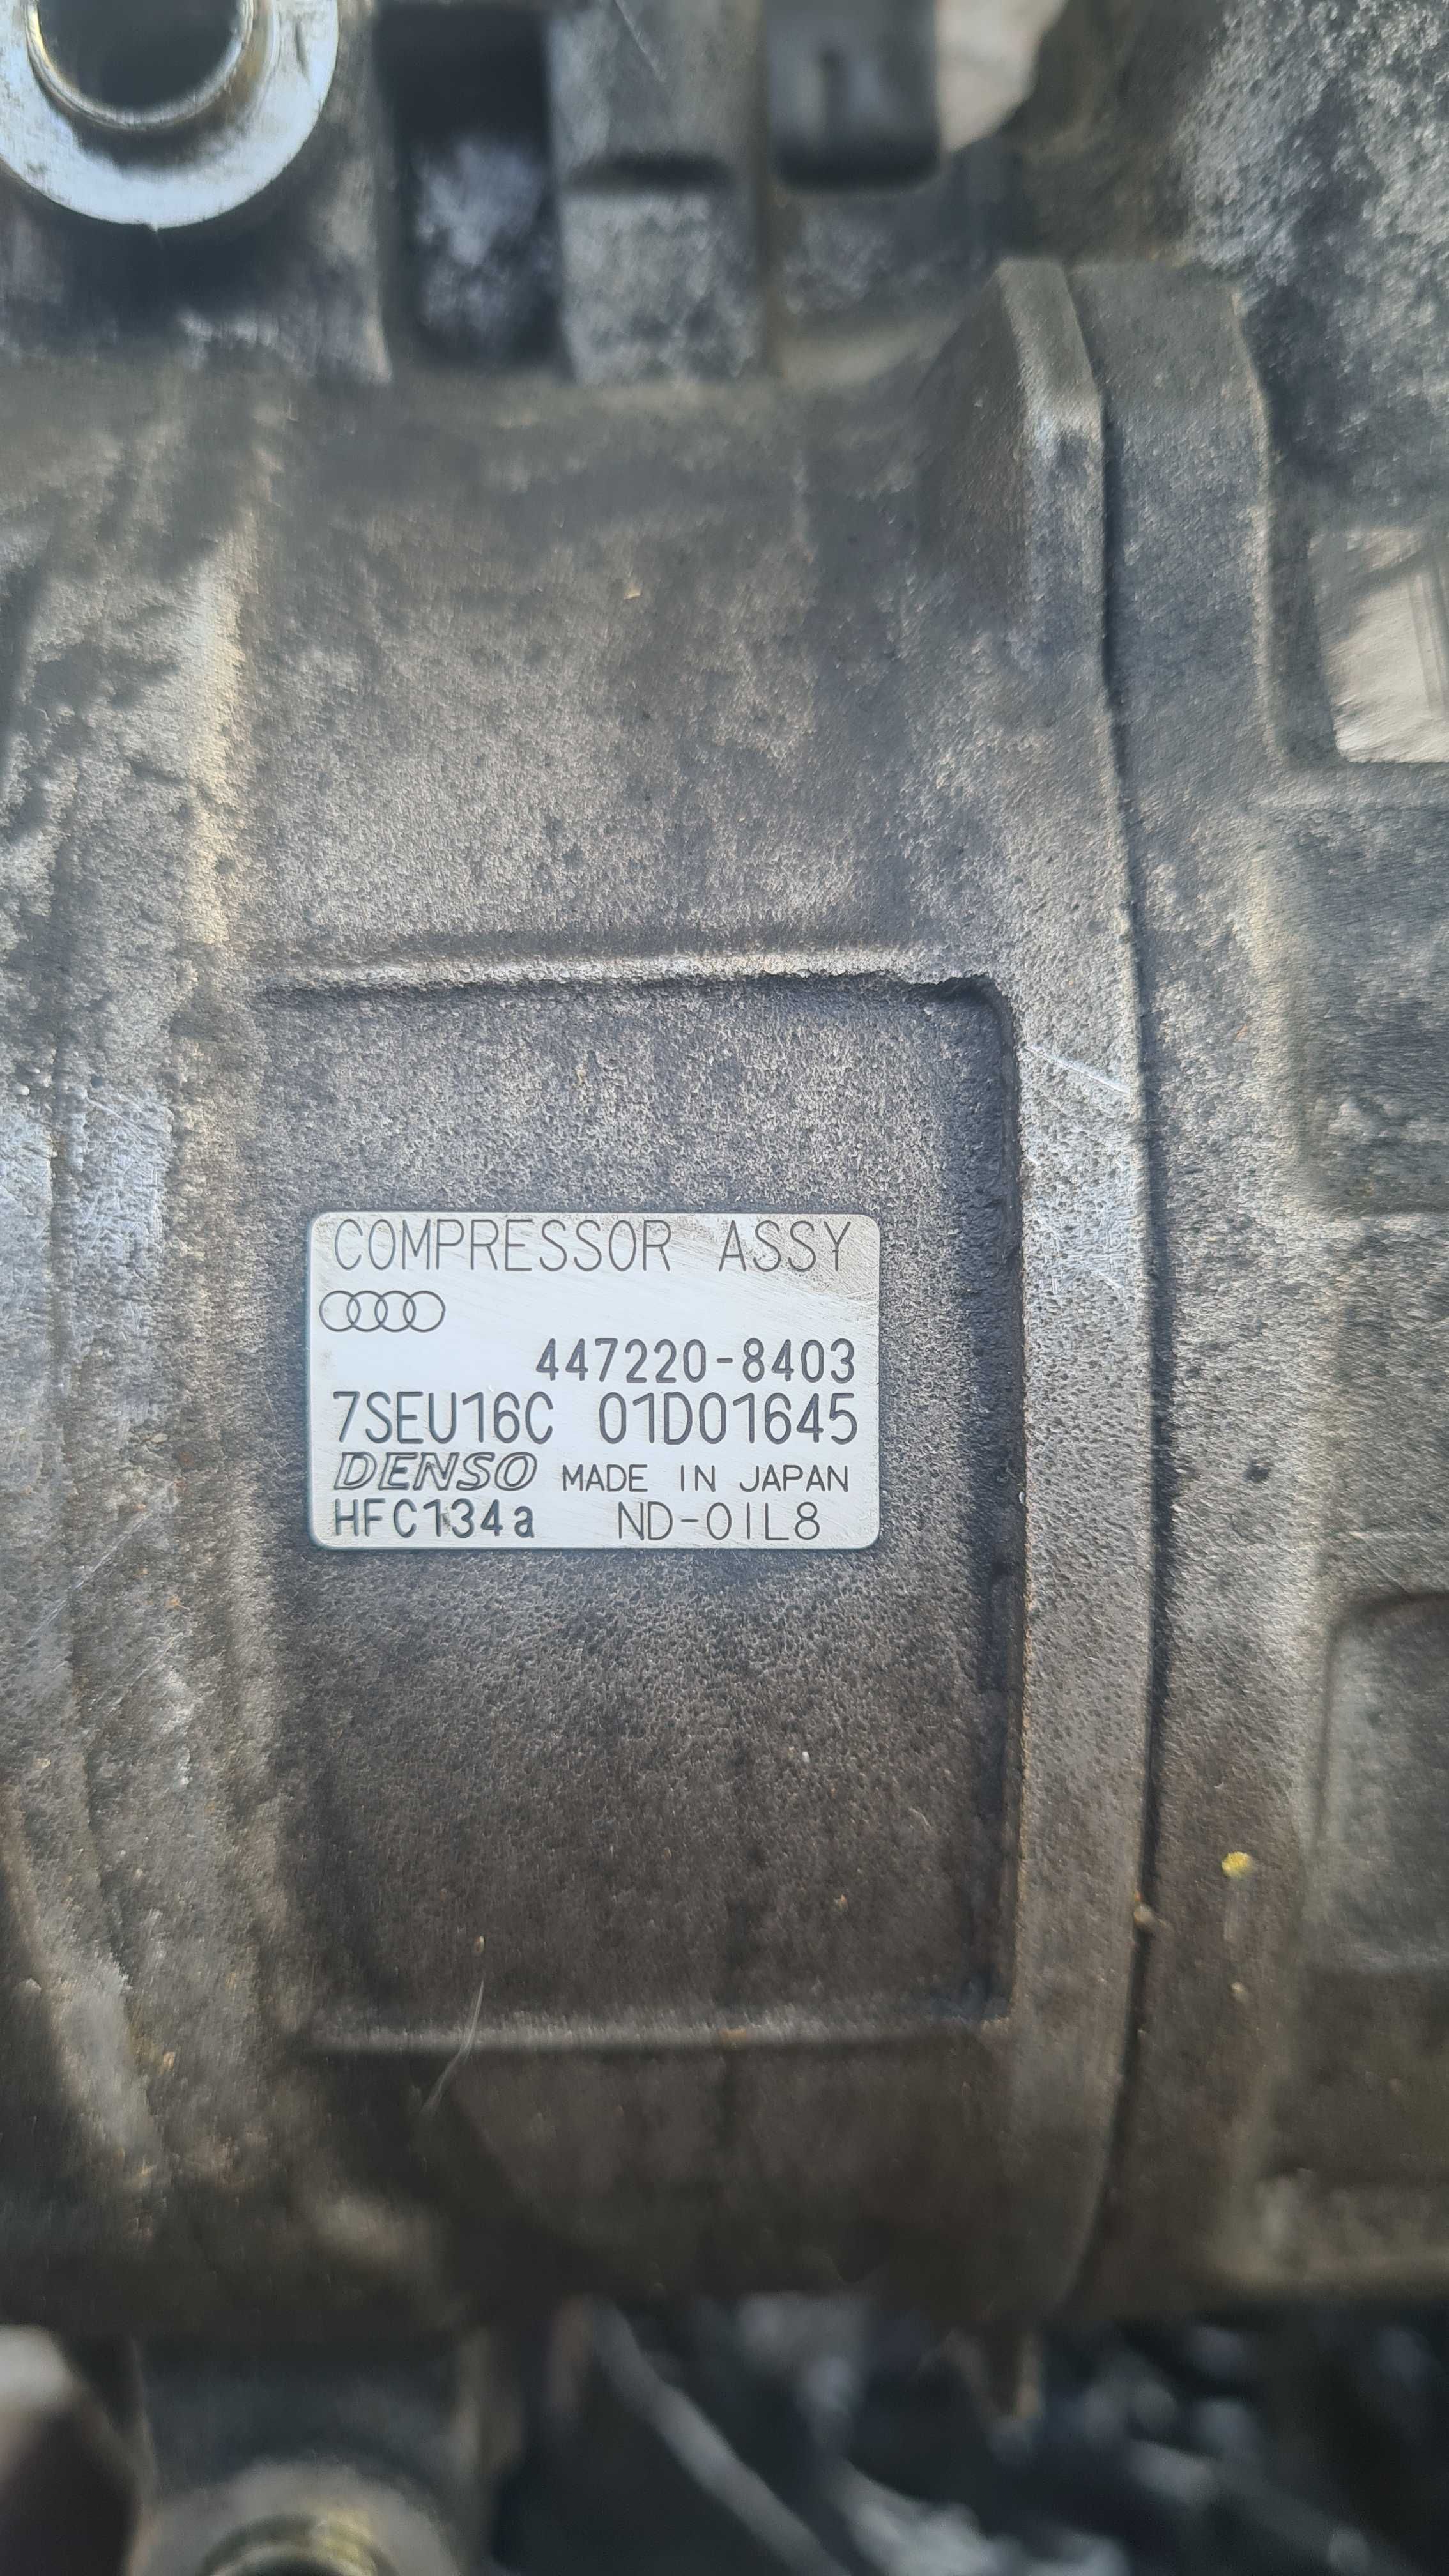 COMPRESSOR ASSY
447220-8403
7SEU16C 01D01645
DENSO MADE IN JAPAN
HFC134a ND-OIL8